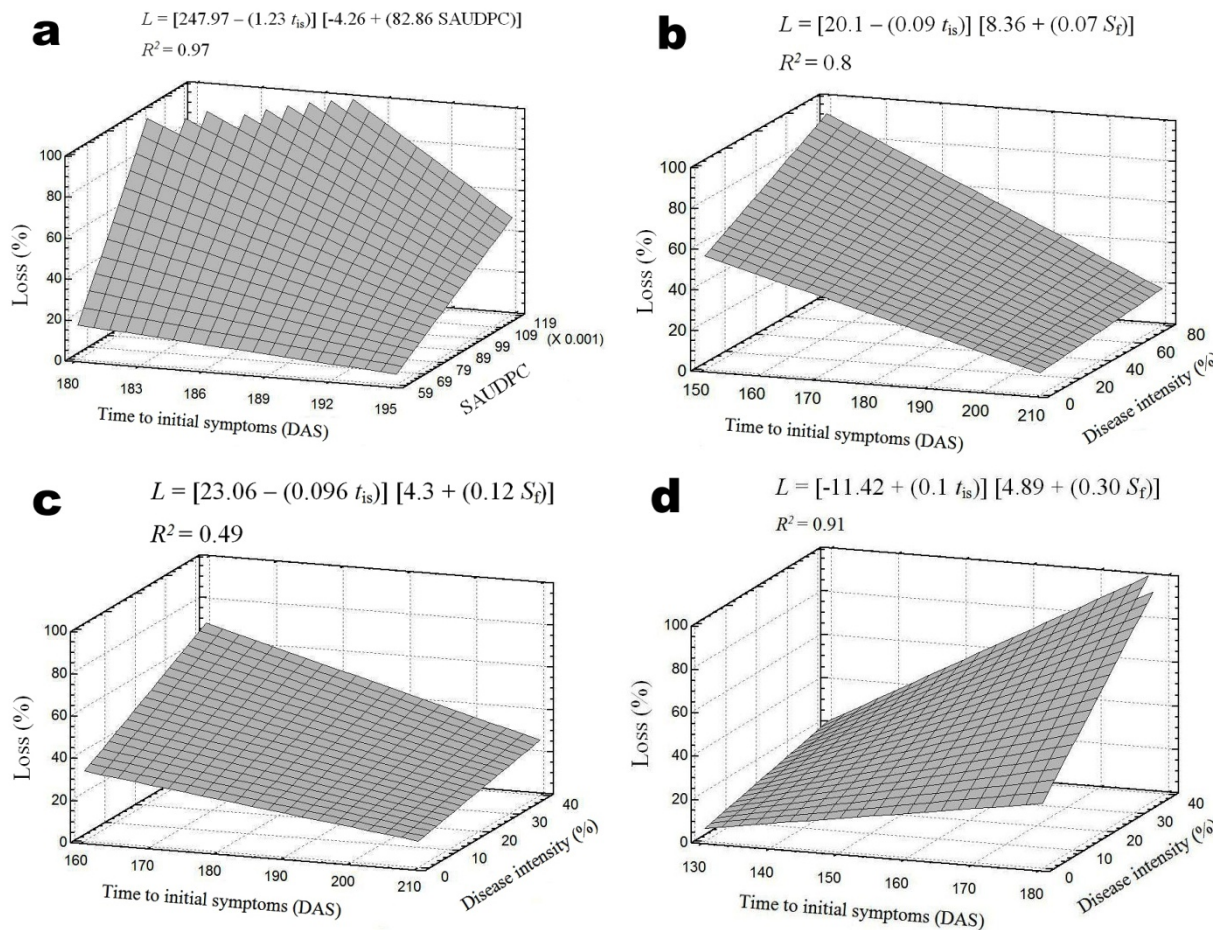 a
L = [247.97 – (1.23 tis)] [-4.26 + (82.86 SAUDPC)]
R² = 0.97
100
80
60
40
20
0
Loss (%)
180 183 186 189 192 195
Time to initial symptoms (DAS)
59 69 79 89 99 109 119
(X 0.001)
SAUDPC
b
L = [20.1 – (0.09 tis)] [8.36 + (0.07 Sf)]
R² = 0.8
100
80
60
40
20
0
Loss (%)
150 160 170 180 190 200 210
Time to initial symptoms (DAS)
0 20 40 60 80
Disease intensity (%)
c
L = [23.06 – (0.096 tis)] [4.3 + (0.12 Sf)]
R² = 0.49
100
80
60
40
20
0
Loss (%)
160 170 180 190 200 210
Time to initial symptoms (DAS)
0 10 20 30 40
Disease intensity (%)
d
L = [-11.42 + (0.1 tis)] [4.89 + (0.30 Sf)]
R² = 0.91
100
80
60
40
20
0
Loss (%)
130 140 150 160 170 180
Time to initial symptoms (DAS)
0 10 20 30 40
Disease intensity (%)